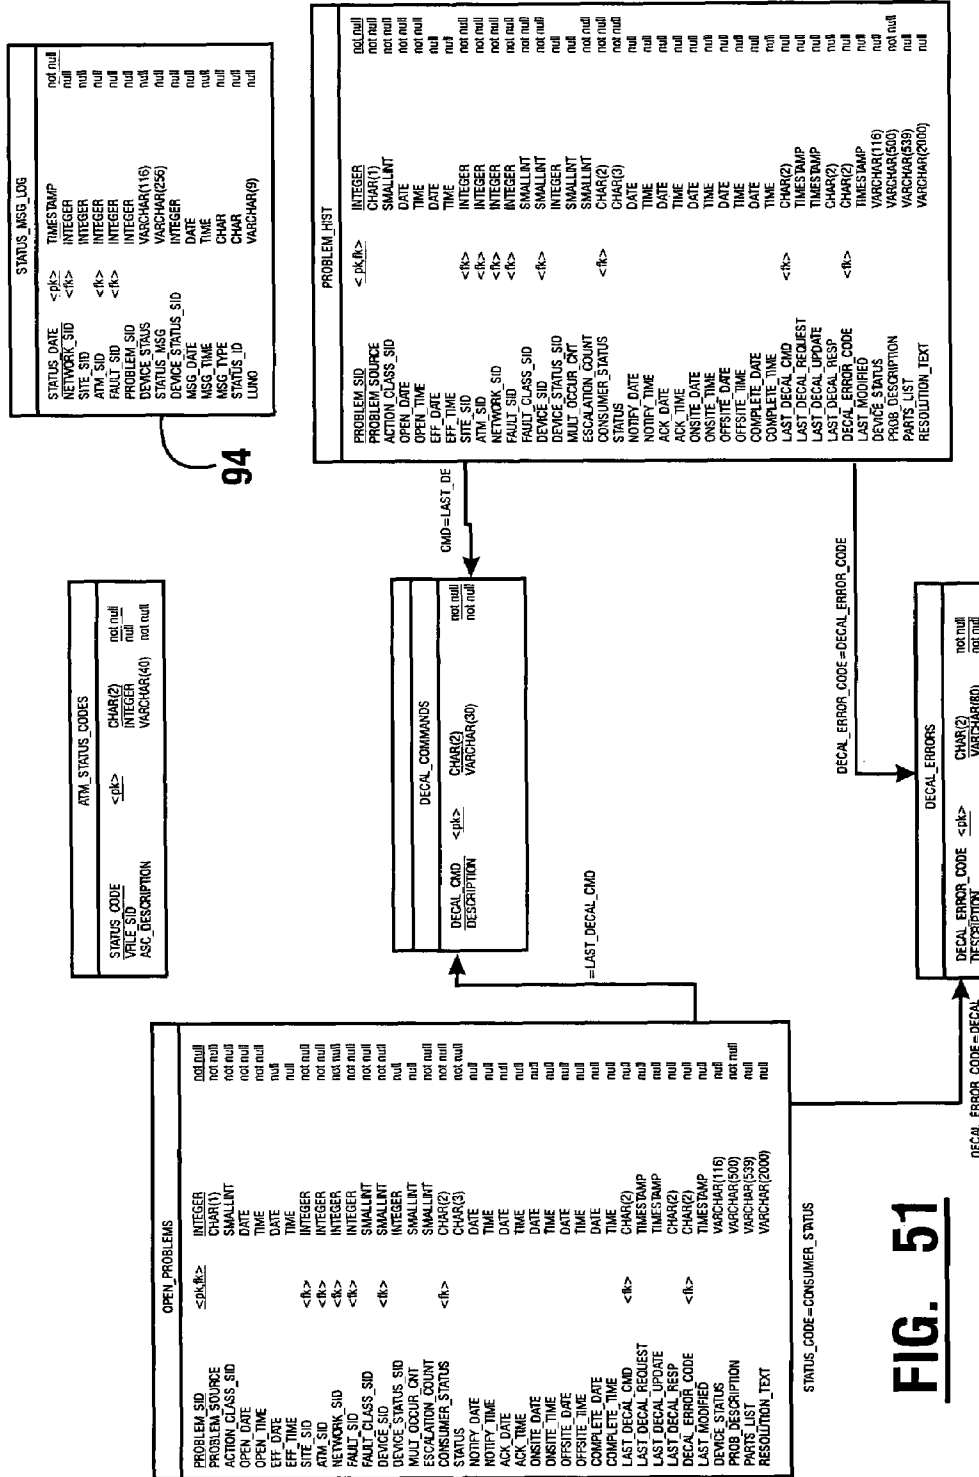 OPEN_PROBLEMS
PROBLEM_SID <pk,fk> INTEGER not null
PROBLEM_SOURCE CHAR(1) not null
ACTION_CLASS_SID SMALLINT not null
OPEN_DATE DATE not null
OPEN_TIME TIME not null
EFF_DATE DATE null
EFF_TIME TIME null
SITE_SID <fk> INTEGER not null
ATM_SID <fk> INTEGER not null
NETWORK_SID <fk> INTEGER not null
FAULT_SID <fk> INTEGER not null
FAULT_CLASS_SID SMALLINT not null
DEVICE_SID <fk> SMALLINT not null
DEVICE_STATUS_SID INTEGER null
MULT_OCCUR_CNT SMALLINT null
ESCALATION_COUNT SMALLINT not null
CONSUMER_STATUS <fk> CHAR(2) not null
STATUS CHAR(3) not null
NOTIFY_DATE DATE null
NOTIFY_TIME TIME null
ACK_DATE DATE null
ACK_TIME TIME null
ONSITE_DATE DATE null
ONSITE_TIME TIME null
OFFSITE_DATE DATE null
OFFSITE_TIME TIME null
COMPLETE_DATE DATE null
COMPLETE_TIME TIME null
LAST_DECAL_CMD <fk> CHAR(2) null
LAST_DECAL_REQUEST TIMESTAMP null
LAST_DECAL_UPDATE TIMESTAMP null
LAST_DECAL_RESP CHAR(2) null
DECAL_ERROR_CODE <fk> CHAR(2) null
LAST_MODIFIED TIMESTAMP null
DEVICE_STATUS VARCHAR(116) null
PROB_DESCRIPTION VARCHAR(500) not null
PARTS_LIST VARCHAR(539) null
RESOLUTION_TEXT VARCHAR(2000) null
STATUS_CODE=CONSUMER_STATUS
ATM_STATUS_CODES
STATUS_CODE <pk> CHAR(2) not null
VRLE_SID INTEGER null
ASC_DESCRIPTION VARCHAR(40) not null
STATUS_MSG_LOG
STATUS_DATE <pk> TIMESTAMP not null
NETWORK_SID <fk> INTEGER null
SITE_SID INTEGER null
ATM_SID <fk> INTEGER null
FAULT_SID <fk> INTEGER null
PROBLEM_SID INTEGER null
DEVICE_STAUS VARCHAR(116) null
STATUS_MSG VARCHAR(256) null
DEVICE_STATUS_SID INTEGER null
MSG_DATE DATE null
MSG_TIME TIME null
MSG_TYPE CHAR null
STATUS_ID CHAR null
LUNO VARCHAR(9) null
94
DECAL_COMMANDS
DECAL_CMD <pk> CHAR(2) not null
DESCRIPTION VARCHAR(30) not null
=LAST_DECAL_CMD
CMD=LAST_DE
PROBLEM_HIST
PROBLEM_SID <pk,fk> INTEGER not null
PROBLEM_SOURCE CHAR(1) not null
ACTION_CLASS_SID SMALLINT not null
OPEN_DATE DATE not null
OPEN_TIME TIME not null
EFF_DATE DATE null
EFF_TIME TIME null
SITE_SID <fk> INTEGER not null
ATM_SID <fk> INTEGER not null
NETWORK_SID <fk> INTEGER not null
FAULT_SID <fk> INTEGER not null
FAULT_CLASS_SID SMALLINT not null
DEVICE_SID <fk> SMALLINT not null
DEVICE_STATUS_SID INTEGER null
MULT_OCCUR_CNT SMALLINT null
ESCALATION_COUNT SMALLINT not null
CONSUMER_STATUS <fk> CHAR(2) not null
STATUS CHAR(3) not null
NOTIFY_DATE DATE null
NOTIFY_TIME TIME null
ACK_DATE DATE null
ACK_TIME TIME null
ONSITE_DATE DATE null
ONSITE_TIME TIME null
OFFSITE_DATE DATE null
OFFSITE_TIME TIME null
COMPLETE_DATE DATE null
COMPLETE_TIME TIME null
LAST_DECAL_CMD <fk> CHAR(2) null
LAST_DECAL_REQUEST TIMESTAMP null
LAST_DECAL_UPDATE TIMESTAMP null
LAST_DECAL_RESP CHAR(2) null
DECAL_ERROR_CODE <fk> CHAR(2) null
LAST_MODIFIED TIMESTAMP null
DEVICE_STATUS VARCHAR(116) null
PROB_DESCRIPTION VARCHAR(500) not null
PARTS_LIST VARCHAR(539) null
RESOLUTION_TEXT VARCHAR(2000) null
DECAL_ERROR_CODE=DECAL_ERROR_CODE
DECAL_ERRORS
DECAL_ERROR_CODE <pk> CHAR(2) not null
DESCRIPTION VARCHAR(80) not null
DECAL_ERROR_CODE=DECAL
FIG. 51